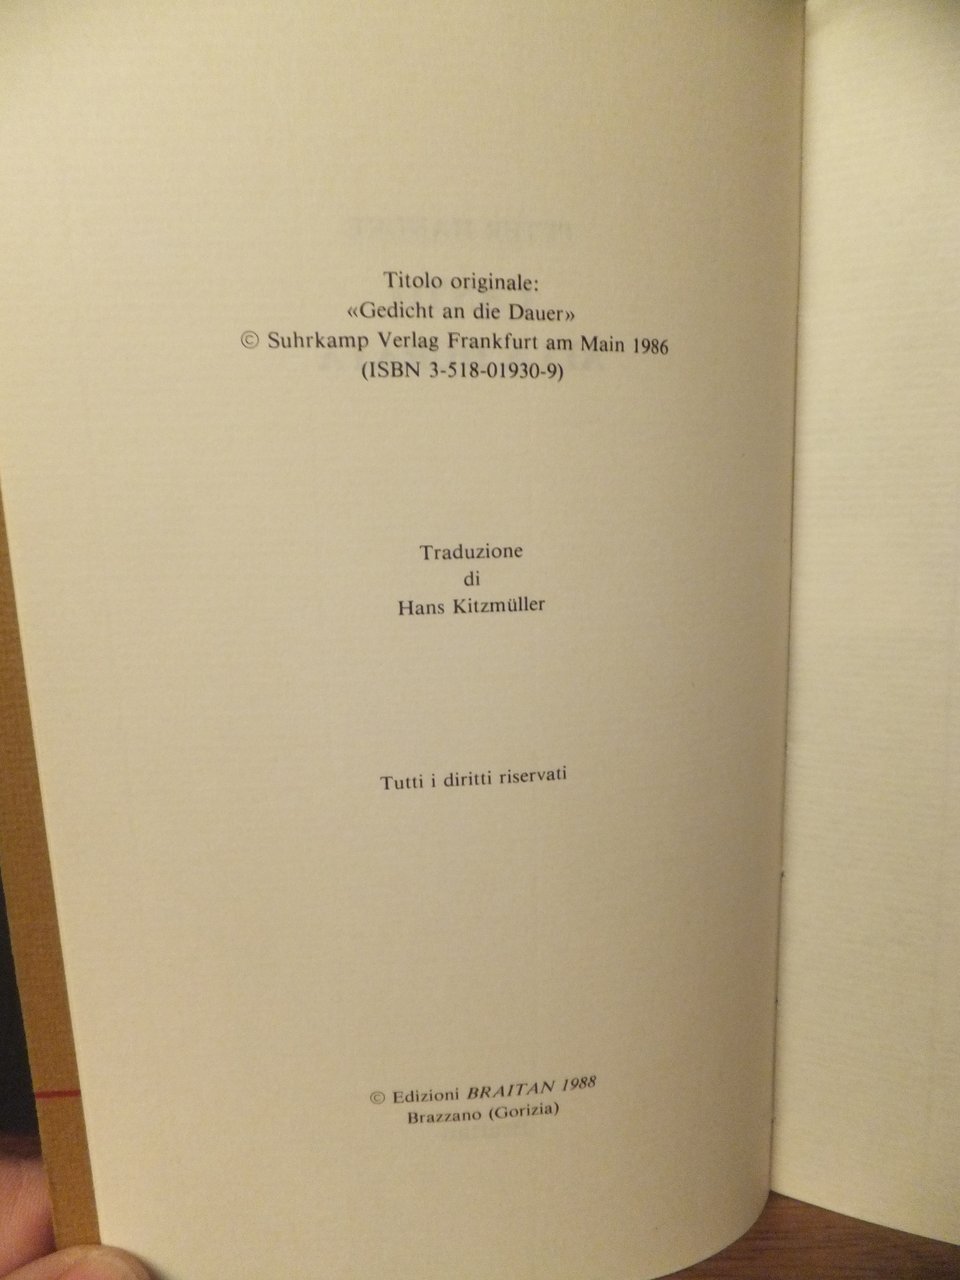 Titolo originale:
«Gedicht an die Dauer»
© Suhrkamp Verlag Frankfurt am Main 1986
(ISBN 3-518-01930-9)
Traduzione
di
Hans Kitzmüller
Tutti i diritti riservati
© Edizioni BRAITAN 1988
Brazzano (Gorizia)